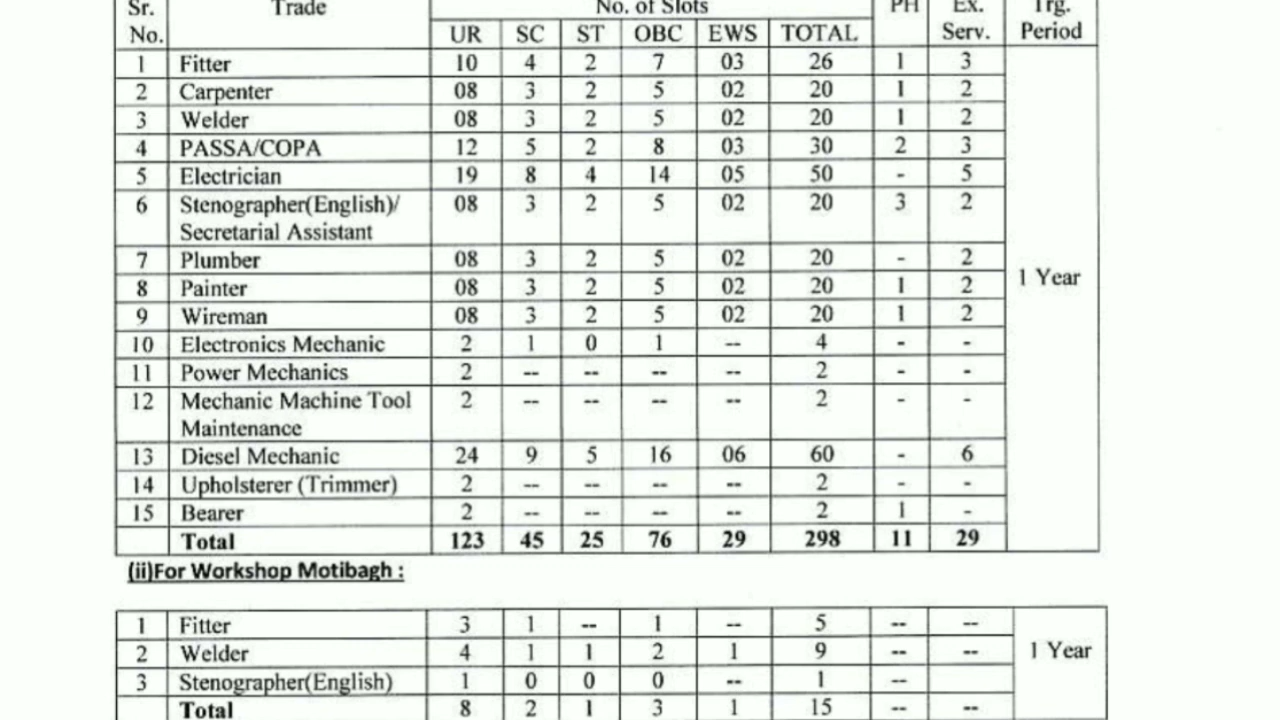 Sr. Trade No. of Slots PH Ex. Trg.
No. UR SC ST OBC EWS TOTAL Serv. Period
1 Fitter 10 4 2 7 03 26 1 3
2 Carpenter 08 3 2 5 02 20 1 2
3 Welder 08 3 2 5 02 20 1 2
4 PASSA/COPA 12 5 2 8 03 30 2 3
5 Electrician 19 8 4 14 05 50 - 5
6 Stenographer(English)/ 08 3 2 5 02 20 3 2
Secretarial Assistant
7 Plumber 08 3 2 5 02 20 - 2
1 Year
8 Painter 08 3 2 5 02 20 1 2
9 Wireman 08 3 2 5 02 20 1 2
10 Electronics Mechanic 2 1 0 1 -- 4 - -
11 Power Mechanics 2 -- -- -- -- 2 - -
12 Mechanic Machine Tool 2 -- -- -- -- 2 - -
Maintenance
13 Diesel Mechanic 24 9 5 16 06 60 - 6
14 Upholsterer (Trimmer) 2 -- -- -- -- 2 - -
15 Bearer 2 -- -- -- -- 2 1 -
Total 123 45 25 76 29 298 11 29
(ii)For Workshop Motibagh :
1 Fitter 3 1 -- 1 -- 5 -- --
2 Welder 4 1 1 2 1 9 -- -- 1 Year
3 Stenographer(English) 1 0 0 0 -- 1 --
Total 8 2 1 3 1 15 -- --